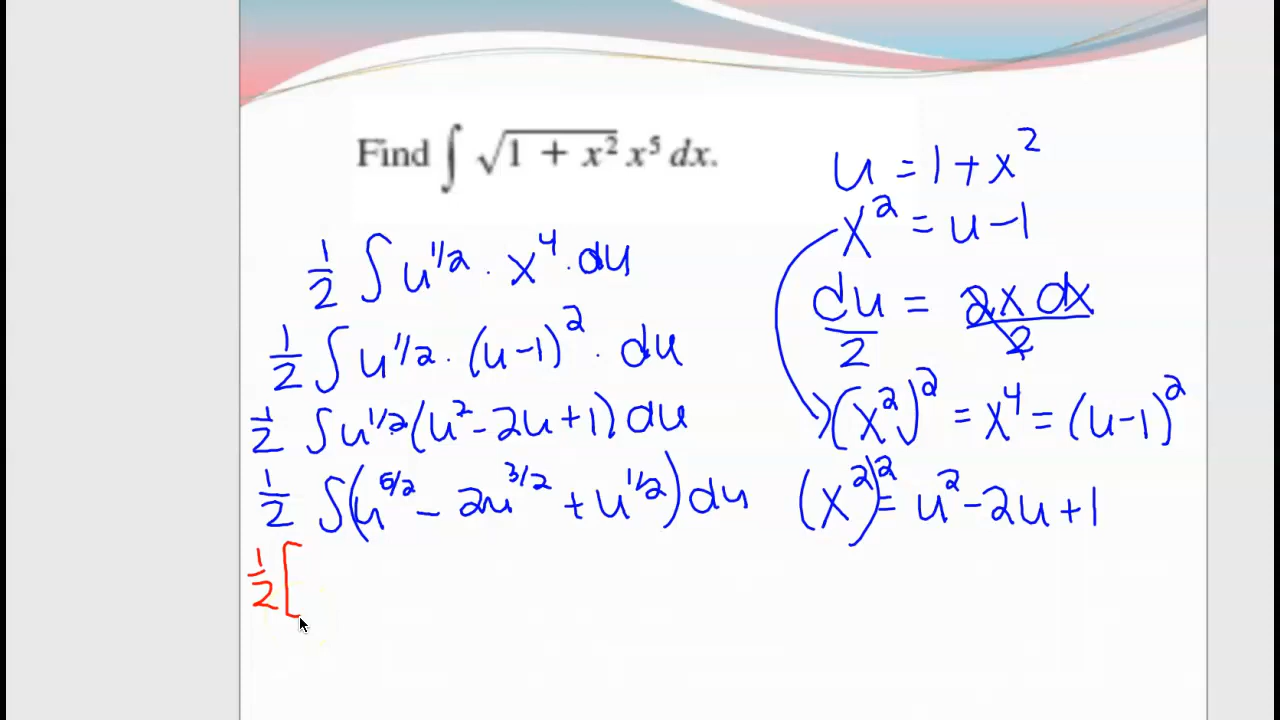 Find ∫ √(1 + x²) x⁵ dx.
u = 1 + x²
x² = u − 1
1/2 ∫ u^(1/2) · x⁴ · du
du/2 = 2x dx/2
1/2 ∫ u^(1/2) · (u−1)² · du
(x²)² = x⁴ = (u−1)²
1/2 ∫ u^(1/2) (u² − 2u + 1) du
(x²)² = u² − 2u + 1
1/2 ∫ (u^(5/2) − 2u^(3/2) + u^(1/2)) du
1/2 [